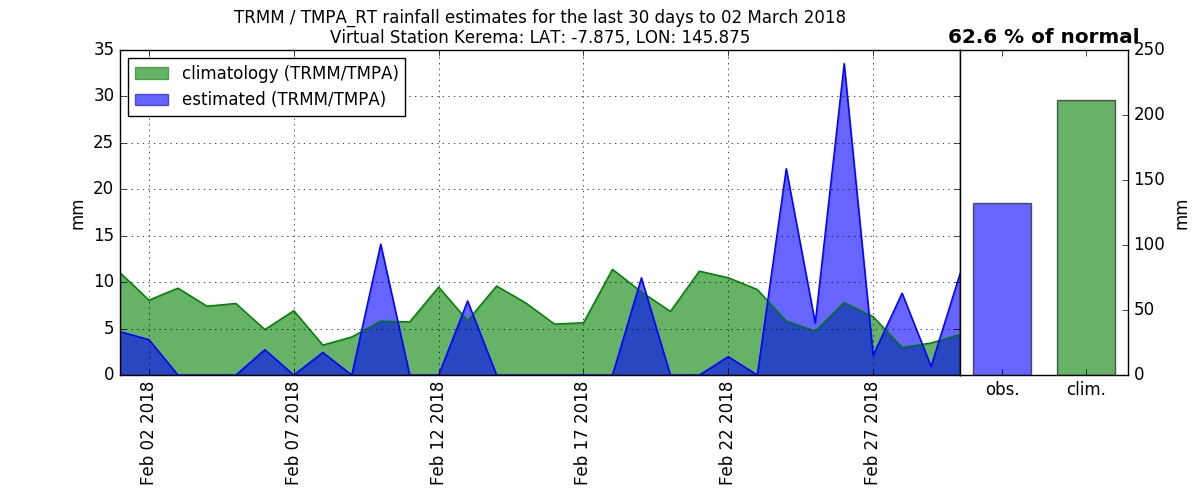 TRMM / TMPA_RT rainfall estimates for the last 30 days to 02 March 2018
Virtual Station Kerema: LAT: -7.875, LON: 145.875
62.6 % of normal
climatology (TRMM/TMPA)
estimated (TRMM/TMPA)
mm
35
30
25
20
15
10
5
0
Feb 02 2018
Feb 07 2018
Feb 12 2018
Feb 17 2018
Feb 22 2018
Feb 27 2018
obs.
clim.
250
200
150
100
50
0
mm